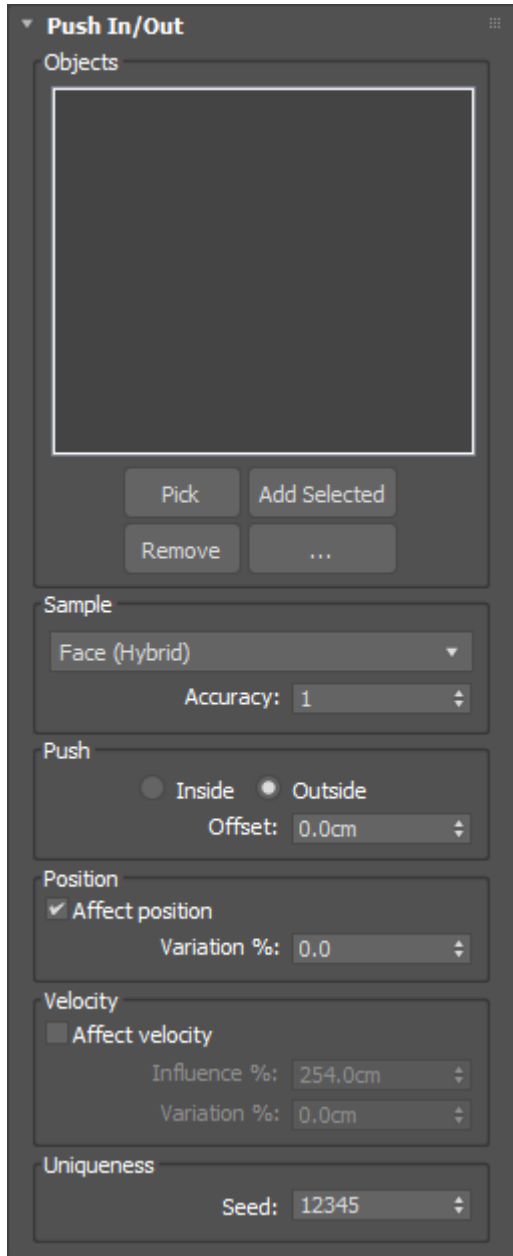 Push In/Out
Objects
Pick Add Selected
Remove ...
Sample
Face (Hybrid)
Accuracy: 1
Push
Inside Outside
Offset: 0.0cm
Position
Affect position
Variation %: 0.0
Velocity
Affect velocity
Influence %: 254.0cm
Variation %: 0.0cm
Uniqueness
Seed: 12345